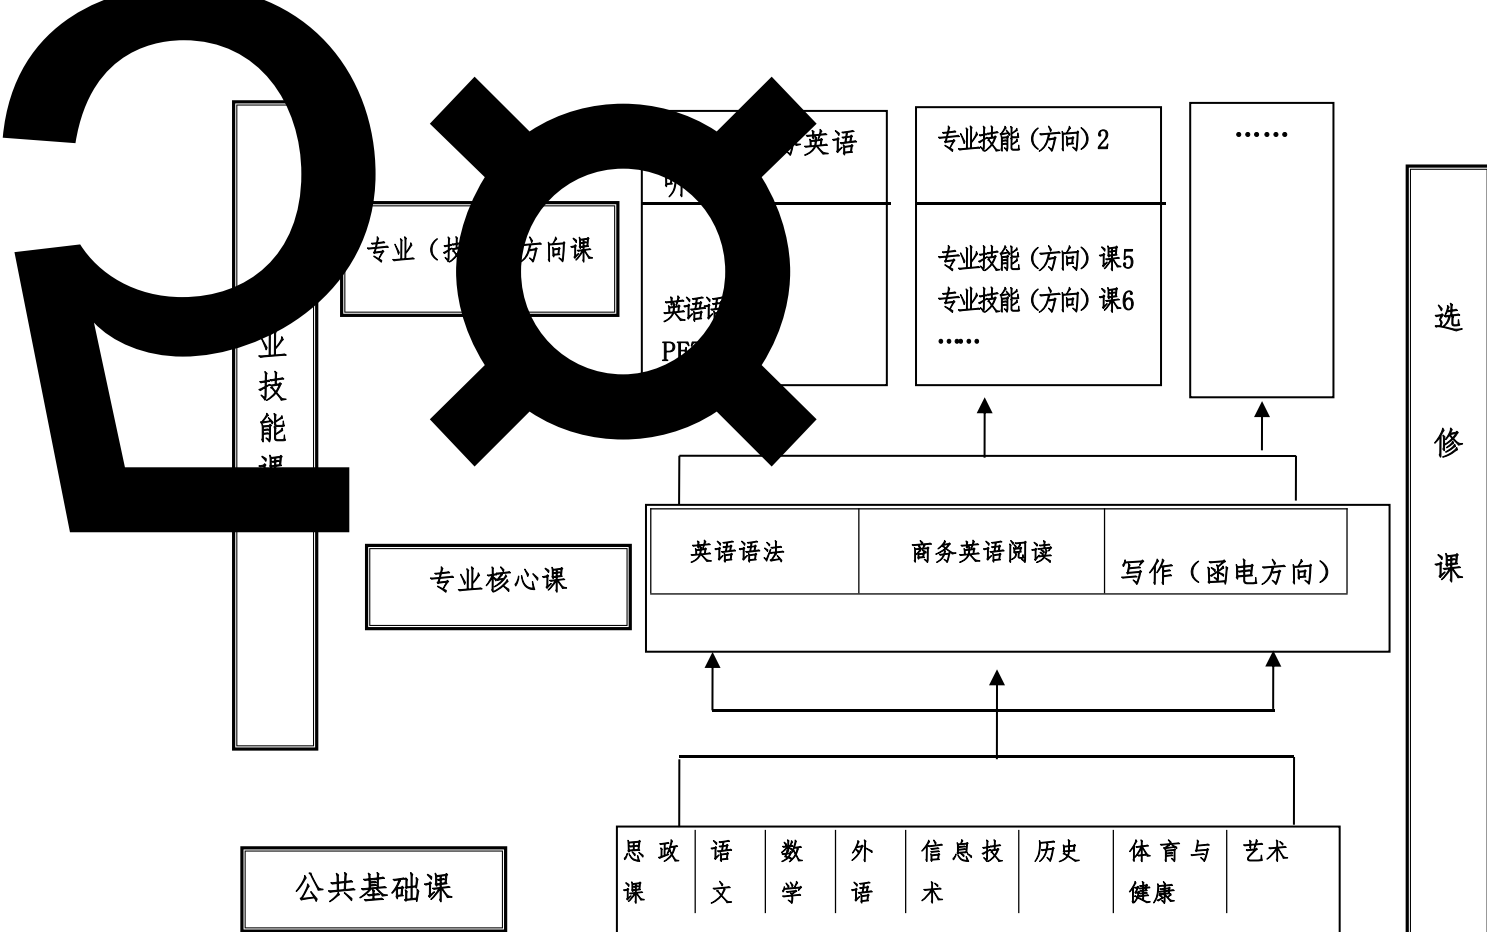 务英语
专业技能（方向）2
……
专业（技
方向课
专业技能（方向）课5
专业技能（方向）课6
……
英语语
业
技
能
课
选
修
课
英语语法
商务英语阅读
写作（函电方向）
专业核心课
公共基础课
思政课
语文
数学
外语
信息技术
历史
体育与健康
艺术